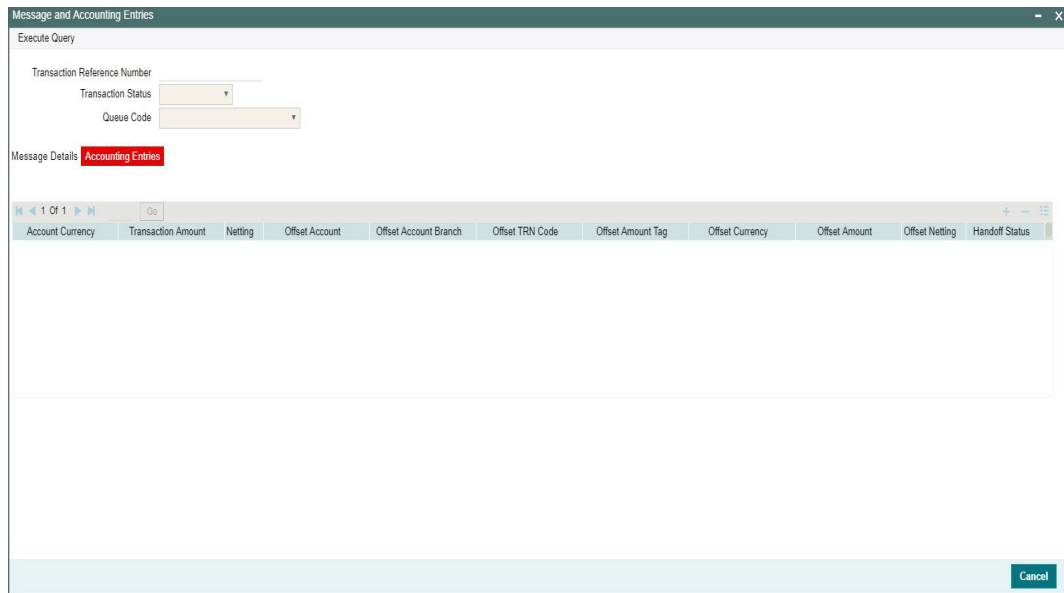 Message and Accounting Entries
Execute Query
Transaction Reference Number
Transaction Status
Queue Code
Message Details Accounting Entries
1 Of 1 Go
Account Currency Transaction Amount Netting Offset Account Offset Account Branch Offset TRN Code Offset Amount Tag Offset Currency Offset Amount Offset Netting Handoff Status
Cancel